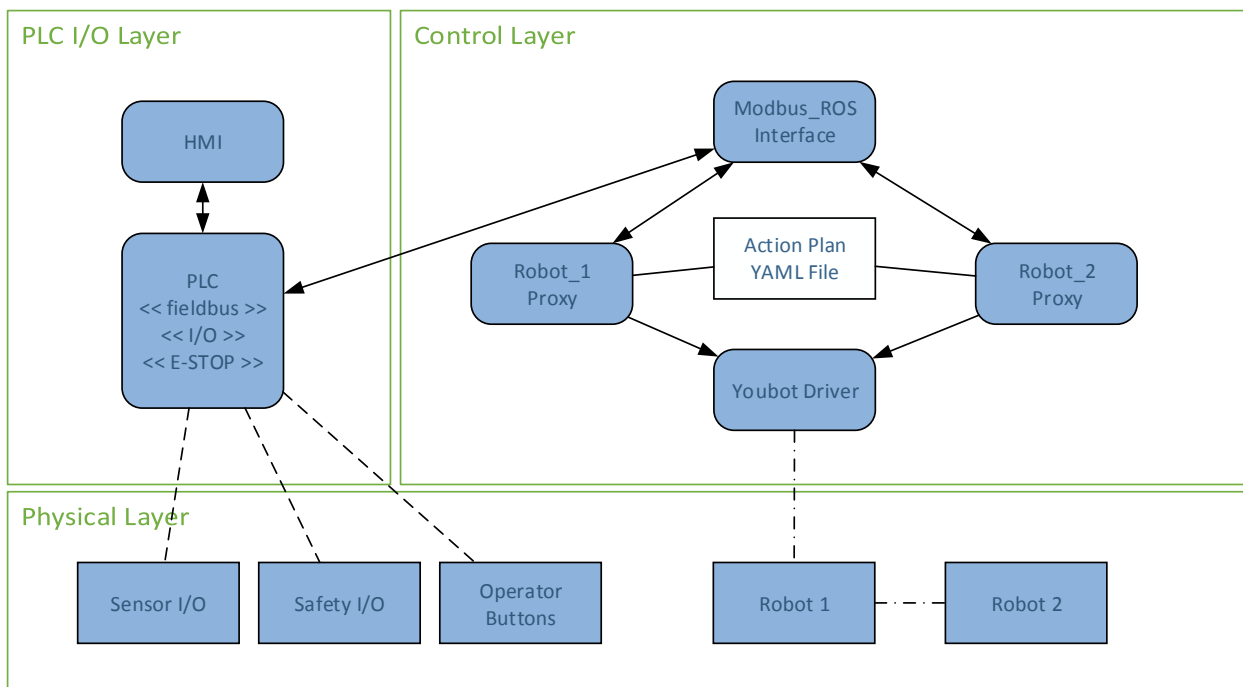 PLC I/O Layer
HMI
PLC
<< fieldbus >>
<< I/O >>
<< E-STOP >>
Control Layer
Modbus_ROS
Interface
Action Plan
YAML File
Robot_1
Proxy
Robot_2
Proxy
Youbot Driver
Physical Layer
Sensor I/O
Safety I/O
Operator
Buttons
Robot 1
Robot 2